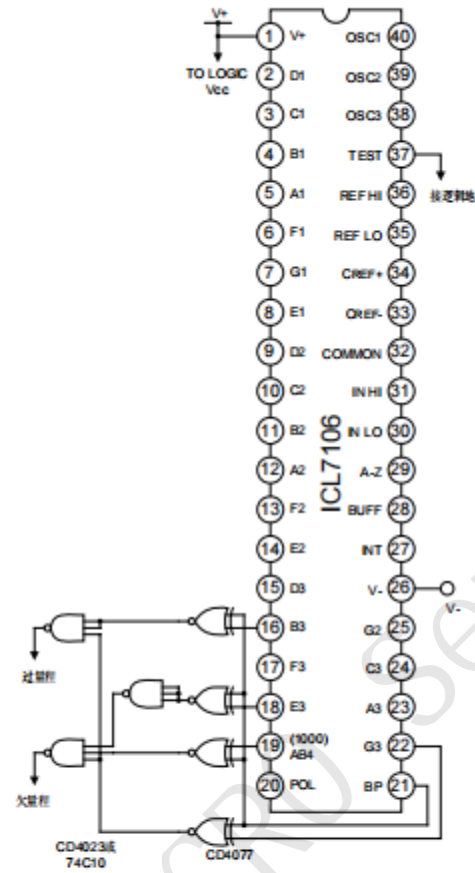 V+
TO LOGIC
Vcc
1 V+
2 D1
3 C1
4 B1
5 A1
6 F1
7 G1
8 E1
9 D2
10 C2
11 B2
12 A2
13 F2
14 E2
15 D3
16 B3
17 F3
18 E3
19 (1000)
AB4
20 POL
ICL7106
OSC1 40
OSC2 39
OSC3 38
TEST 37
REF HI 36
REF LO 35
CREF+ 34
CREF- 33
COMMON 32
IN HI 31
IN LO 30
A-Z 29
BUFF 28
INT 27
V- 26
G2 25
C3 24
A3 23
G3 22
BP 21
接逻辑地
V-
过量程
欠量程
CD4023或
74C10
CD4077